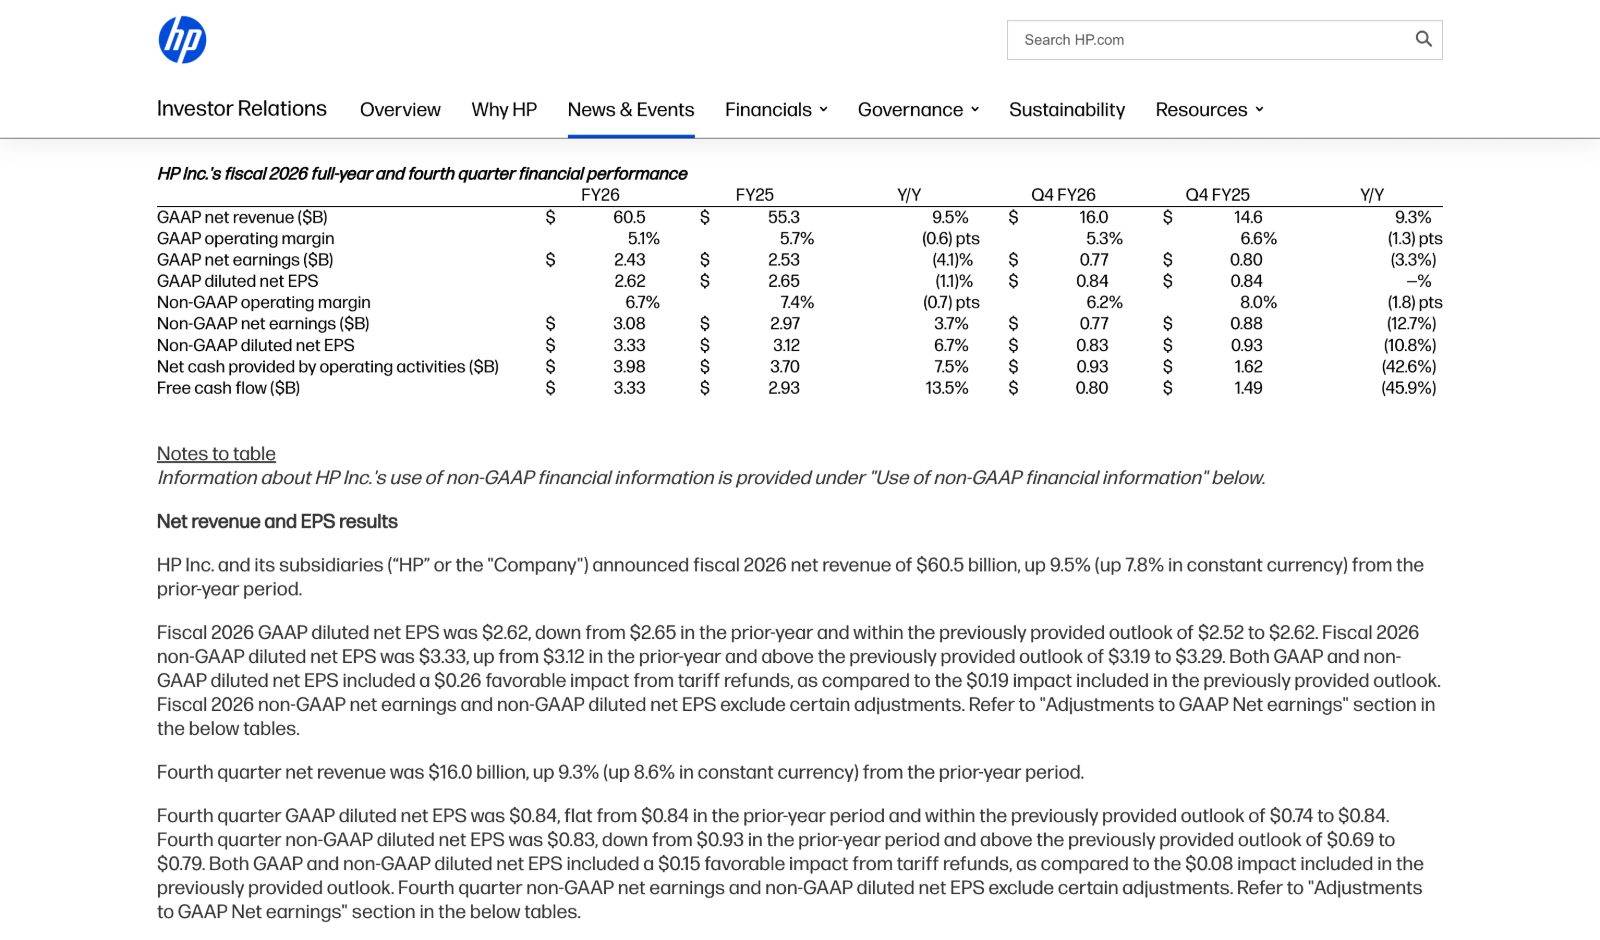 hp
Search HP.com
Investor Relations Overview Why HP News & Events Financials Governance Sustainability Resources
HP Inc.'s fiscal 2026 full-year and fourth quarter financial performance
FY26 FY25 Y/Y Q4 FY26 Q4 FY25 Y/Y
GAAP net revenue ($B) $ 60.5 $ 55.3 9.5% $ 16.0 $ 14.6 9.3%
GAAP operating margin 5.1% 5.7% (0.6) pts 5.3% 6.6% (1.3) pts
GAAP net earnings ($B) $ 2.43 $ 2.53 (4.1)% $ 0.77 $ 0.80 (3.3%)
GAAP diluted net EPS 2.62 $ 2.65 (1.1)% $ 0.84 $ 0.84 —%
Non-GAAP operating margin 6.7% 7.4% (0.7) pts 6.2% 8.0% (1.8) pts
Non-GAAP net earnings ($B) $ 3.08 $ 2.97 3.7% $ 0.77 $ 0.88 (12.7%)
Non-GAAP diluted net EPS $ 3.33 $ 3.12 6.7% $ 0.83 $ 0.93 (10.8%)
Net cash provided by operating activities ($B) $ 3.98 $ 3.70 7.5% $ 0.93 $ 1.62 (42.6%)
Free cash flow ($B) $ 3.33 $ 2.93 13.5% $ 0.80 $ 1.49 (45.9%)
Notes to table
Information about HP Inc.'s use of non-GAAP financial information is provided under "Use of non-GAAP financial information" below.
Net revenue and EPS results
HP Inc. and its subsidiaries (“HP” or the "Company") announced fiscal 2026 net revenue of $60.5 billion, up 9.5% (up 7.8% in constant currency) from the
prior-year period.
Fiscal 2026 GAAP diluted net EPS was $2.62, down from $2.65 in the prior-year and within the previously provided outlook of $2.52 to $2.62. Fiscal 2026
non-GAAP diluted net EPS was $3.33, up from $3.12 in the prior-year and above the previously provided outlook of $3.19 to $3.29. Both GAAP and non-
GAAP diluted net EPS included a $0.26 favorable impact from tariff refunds, as compared to the $0.19 impact included in the previously provided outlook.
Fiscal 2026 non-GAAP net earnings and non-GAAP diluted net EPS exclude certain adjustments. Refer to "Adjustments to GAAP Net earnings" section in
the below tables.
Fourth quarter net revenue was $16.0 billion, up 9.3% (up 8.6% in constant currency) from the prior-year period.
Fourth quarter GAAP diluted net EPS was $0.84, flat from $0.84 in the prior-year period and within the previously provided outlook of $0.74 to $0.84.
Fourth quarter non-GAAP diluted net EPS was $0.83, down from $0.93 in the prior-year period and above the previously provided outlook of $0.69 to
$0.79. Both GAAP and non-GAAP diluted net EPS included a $0.15 favorable impact from tariff refunds, as compared to the $0.08 impact included in the
previously provided outlook. Fourth quarter non-GAAP net earnings and non-GAAP diluted net EPS exclude certain adjustments. Refer to "Adjustments
to GAAP Net earnings" section in the below tables.